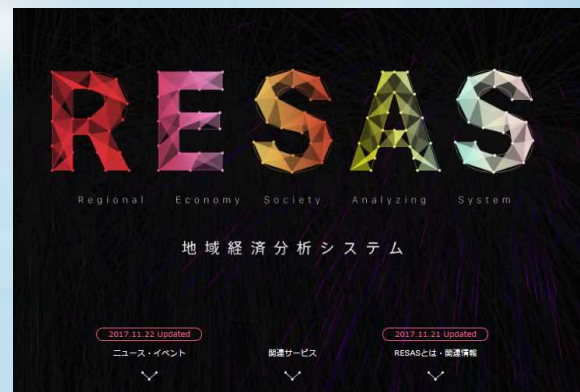 RESAS
Regional Economy Society Analyzing System
地域経済分析システム
2017.11.22 Updated
ニュース・イベント
関連サービス
2017.11.21 Updated
RESASとは・関連情報